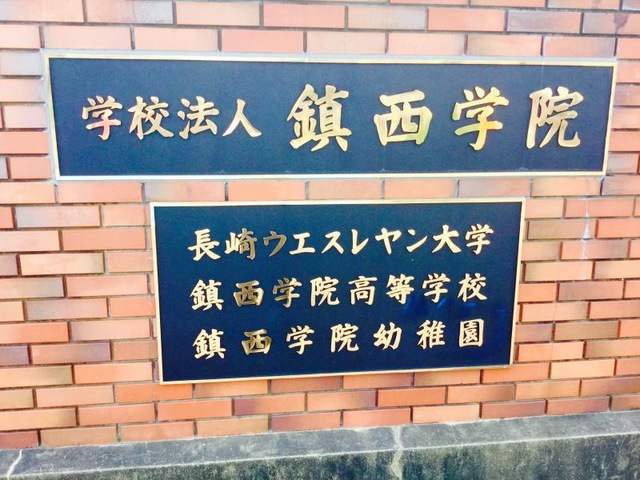 学校法人 鎮西学院
長崎ウエスレヤン大学
鎮西学院高等学校
鎮西学院幼稚園